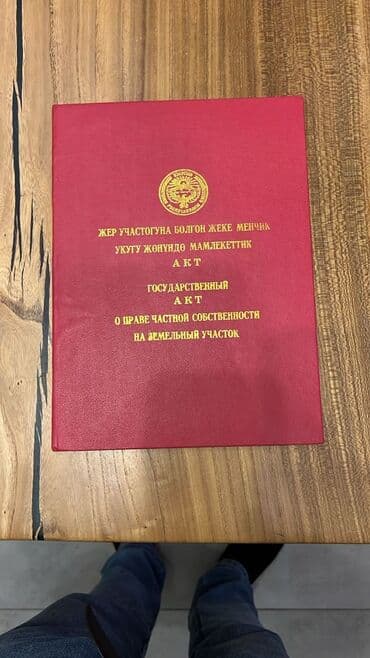 ЖЕР УЧАСТОГУНА БОЛГОН ЖЕКЕ МЕНЧИК
УКУГУ ЖӨНҮНДӨ МАМЛЕКЕТТИК
АКТ
ГОСУДАРСТВЕННЫЙ
АКТ
О ПРАВЕ ЧАСТНОЙ СОБСТВЕННОСТИ
НА ЗЕМЕЛЬНЫЙ УЧАСТОК